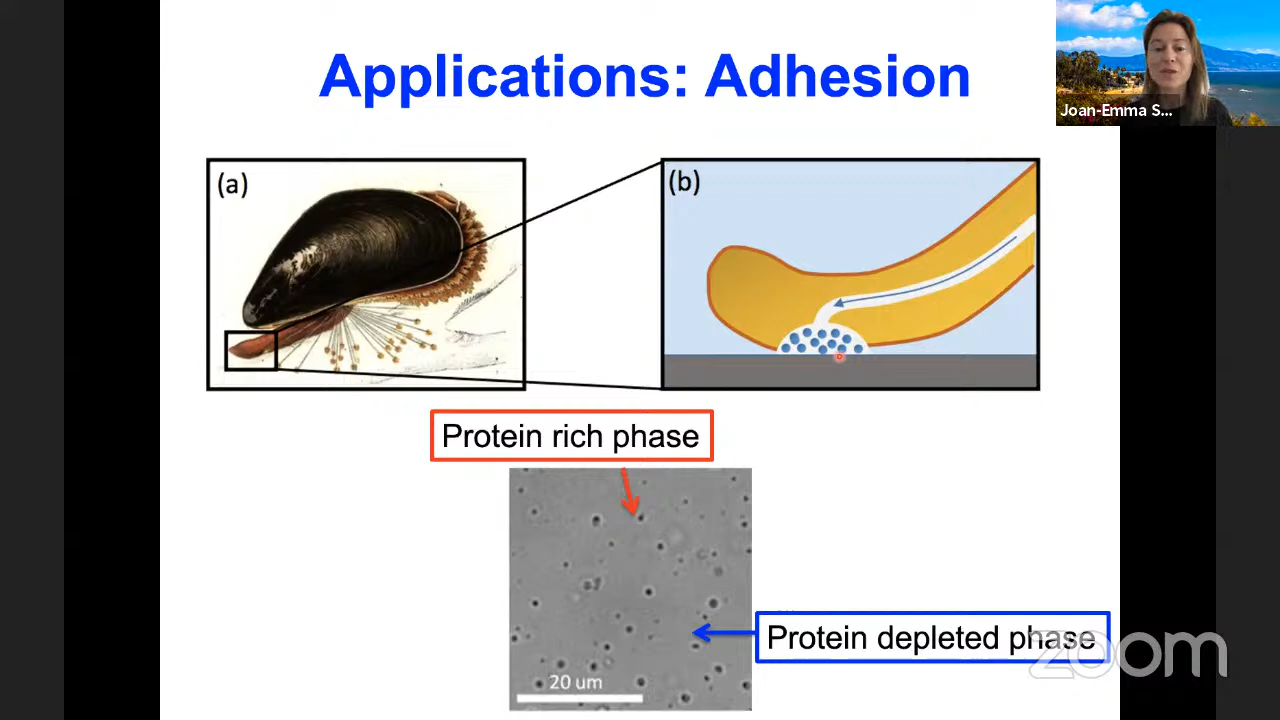 Applications: Adhesion
Joan-Emma S...
(a)
(b)
Protein rich phase
Protein depleted phase
20 um
zoom